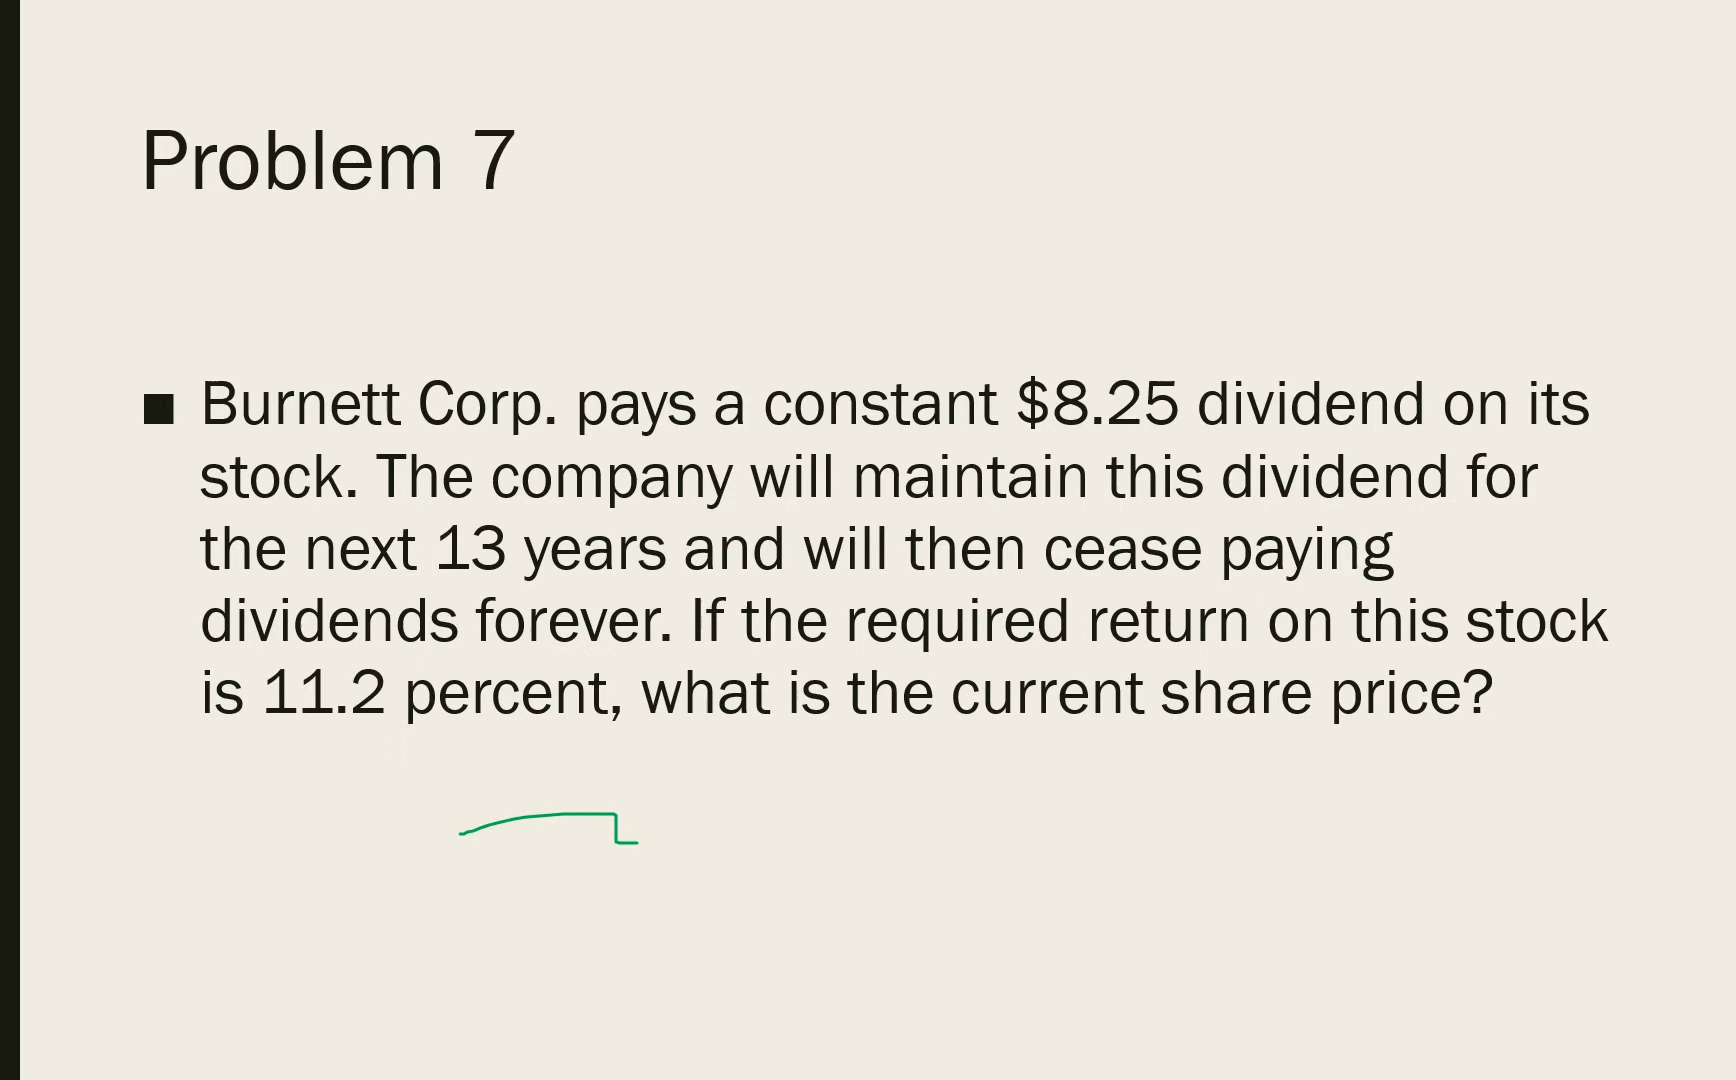 Problem 7
■ Burnett Corp. pays a constant $8.25 dividend on its
stock. The company will maintain this dividend for
the next 13 years and will then cease paying
dividends forever. If the required return on this stock
is 11.2 percent, what is the current share price?